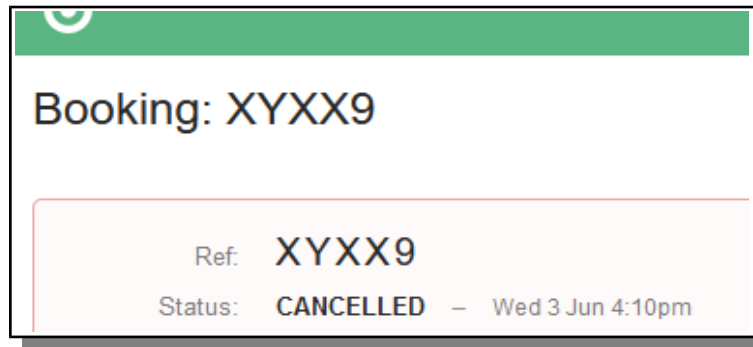 Booking: XYXX9
Ref: XYXX9
Status: CANCELLED – Wed 3 Jun 4:10pm